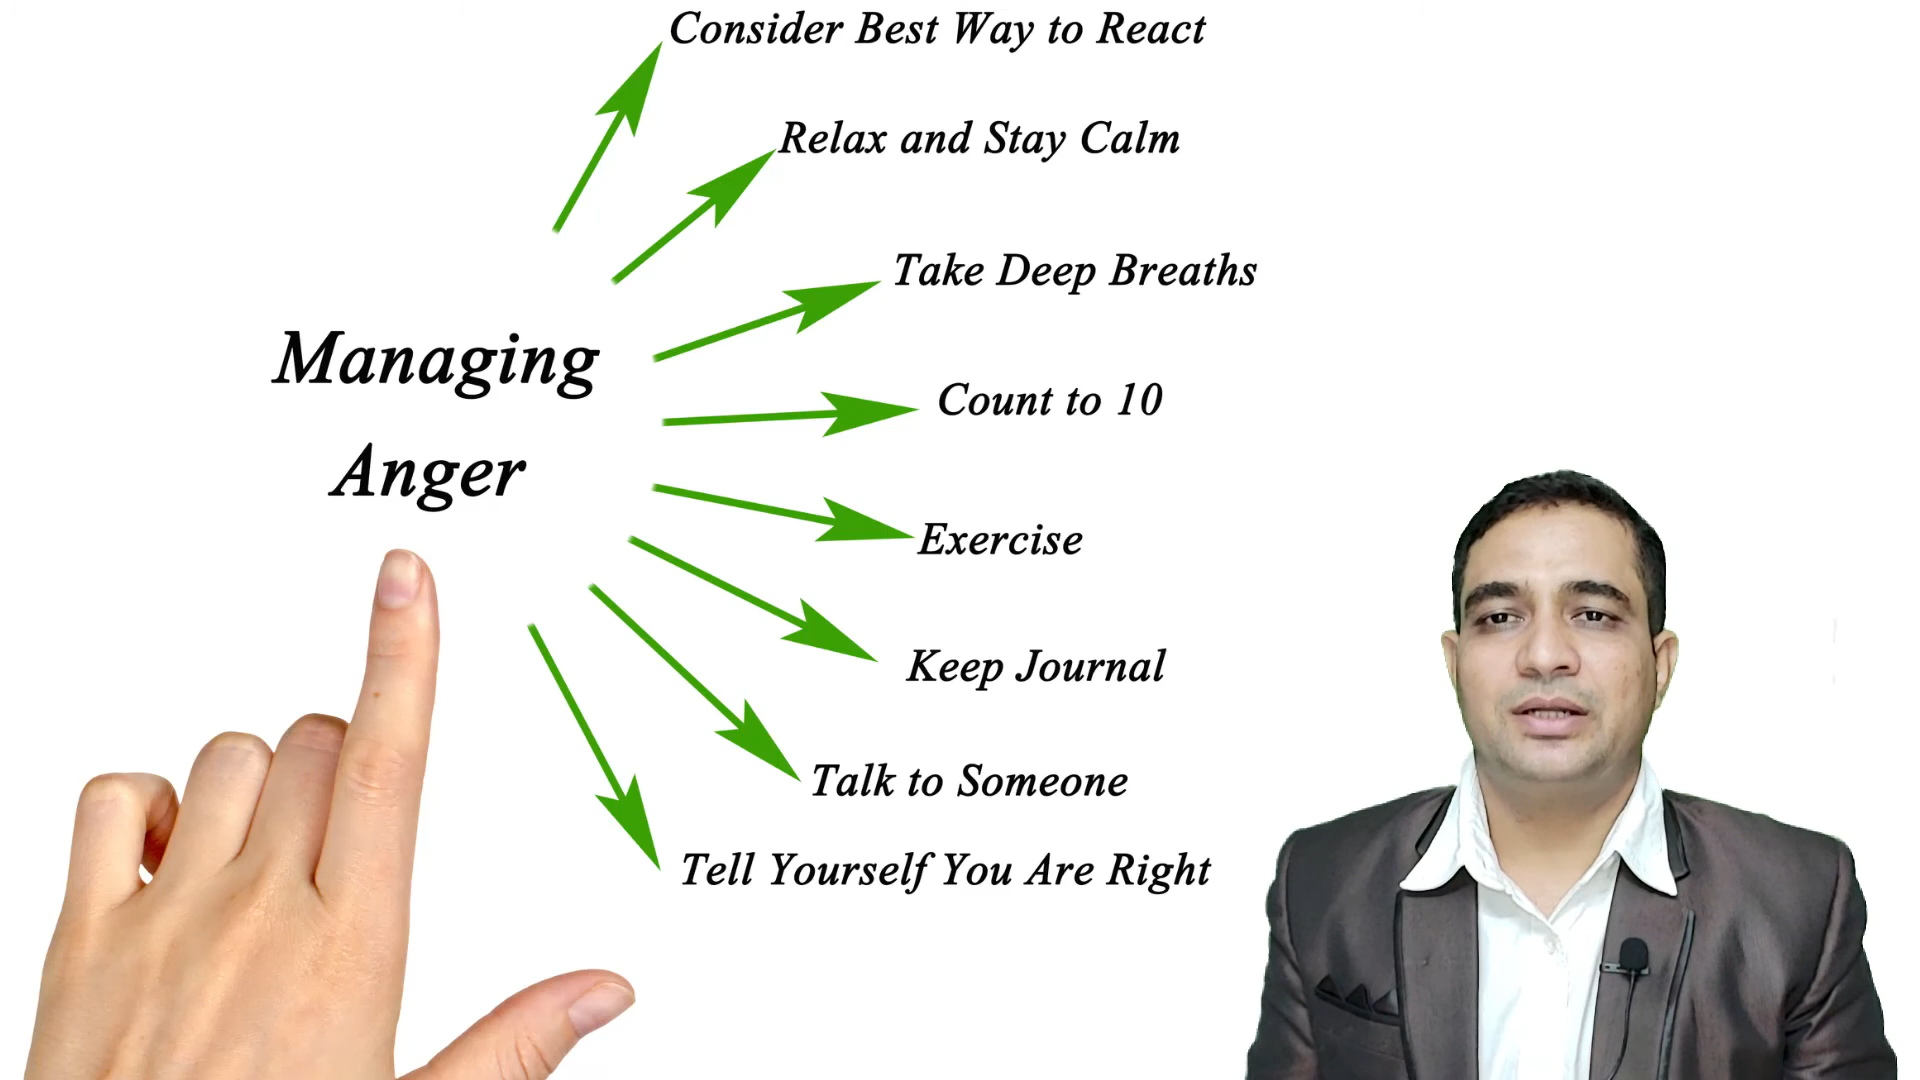 Consider Best Way to React
Relax and Stay Calm
Take Deep Breaths
Managing
Anger
Count to 10
Exercise
Keep Journal
Talk to Someone
Tell Yourself You Are Right